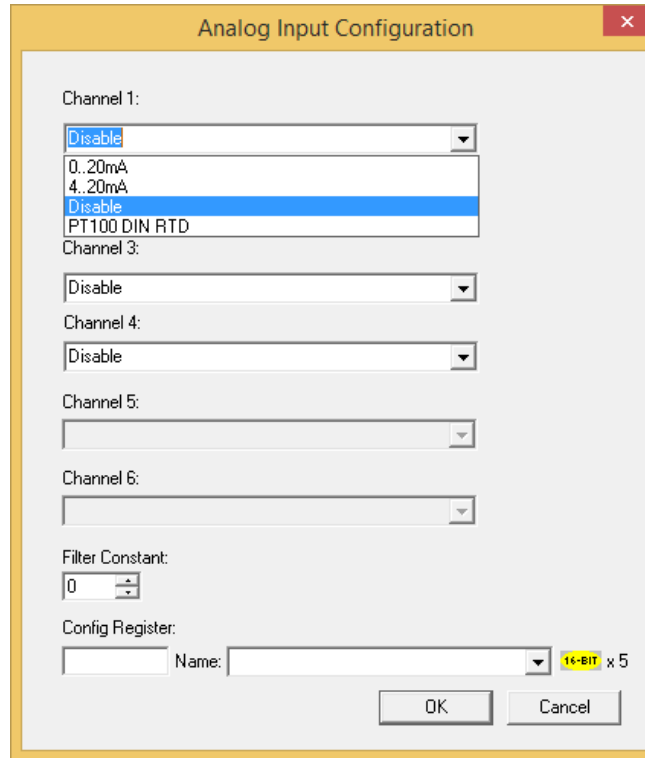 Analog Input Configuration
Channel 1:
Disable
0..20mA
4..20mA
Disable
PT100 DIN RTD
Channel 3:
Disable
Channel 4:
Disable
Channel 5:
Channel 6:
Filter Constant:
0
Config Register:
Name: 16-BIT x 5
OK Cancel